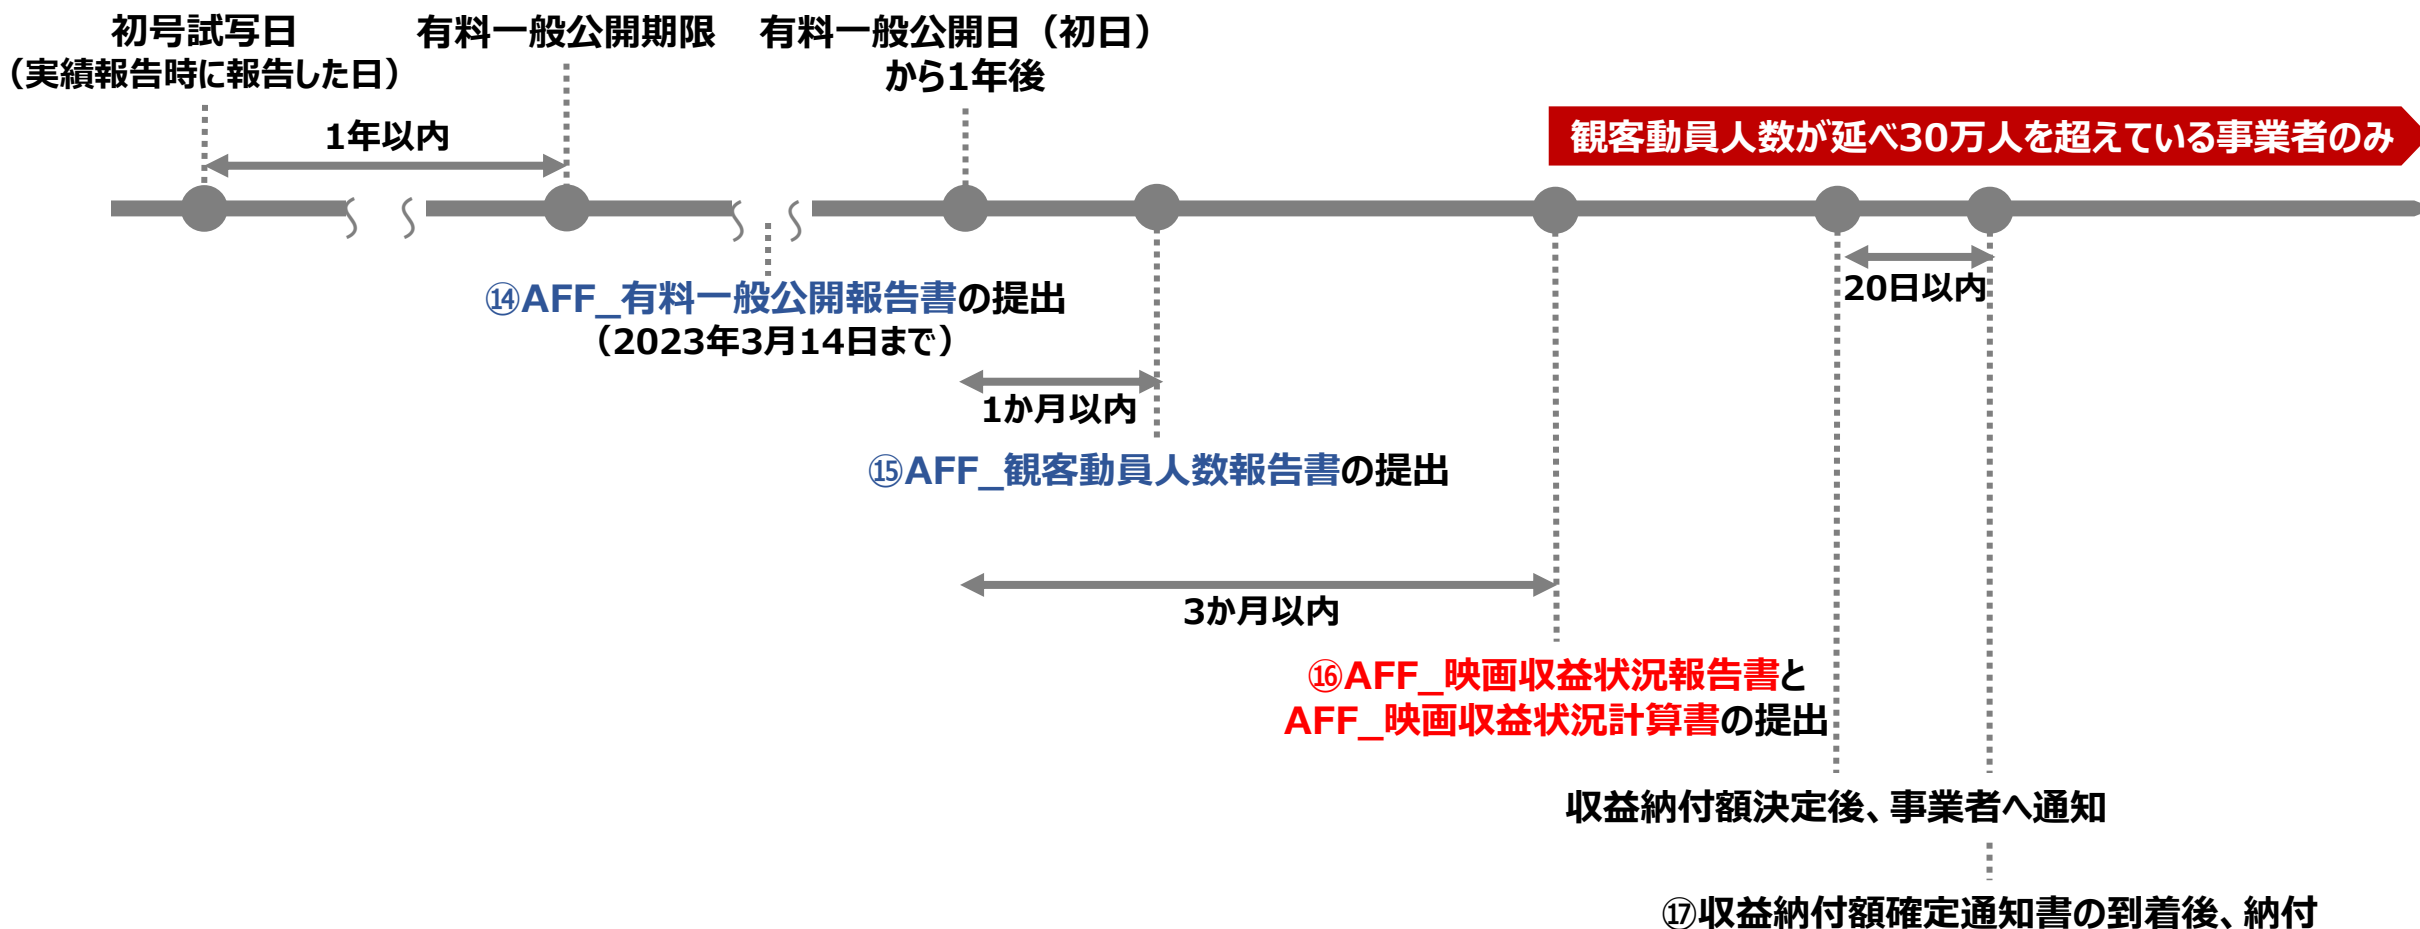 初号試写日
（実績報告時に報告した日）
有料一般公開期限
有料一般公開日（初日）
から1年後
1年以内
観客動員人数が延べ30万人を超えている事業者のみ
20日以内
⑭AFF_有料一般公開報告書の提出
（2023年3月14日まで）
1か月以内
⑮AFF_観客動員人数報告書の提出
3か月以内
⑯AFF_映画収益状況報告書と
AFF_映画収益状況計算書の提出
収益納付額決定後、事業者へ通知
⑰収益納付額確定通知書の到着後、納付